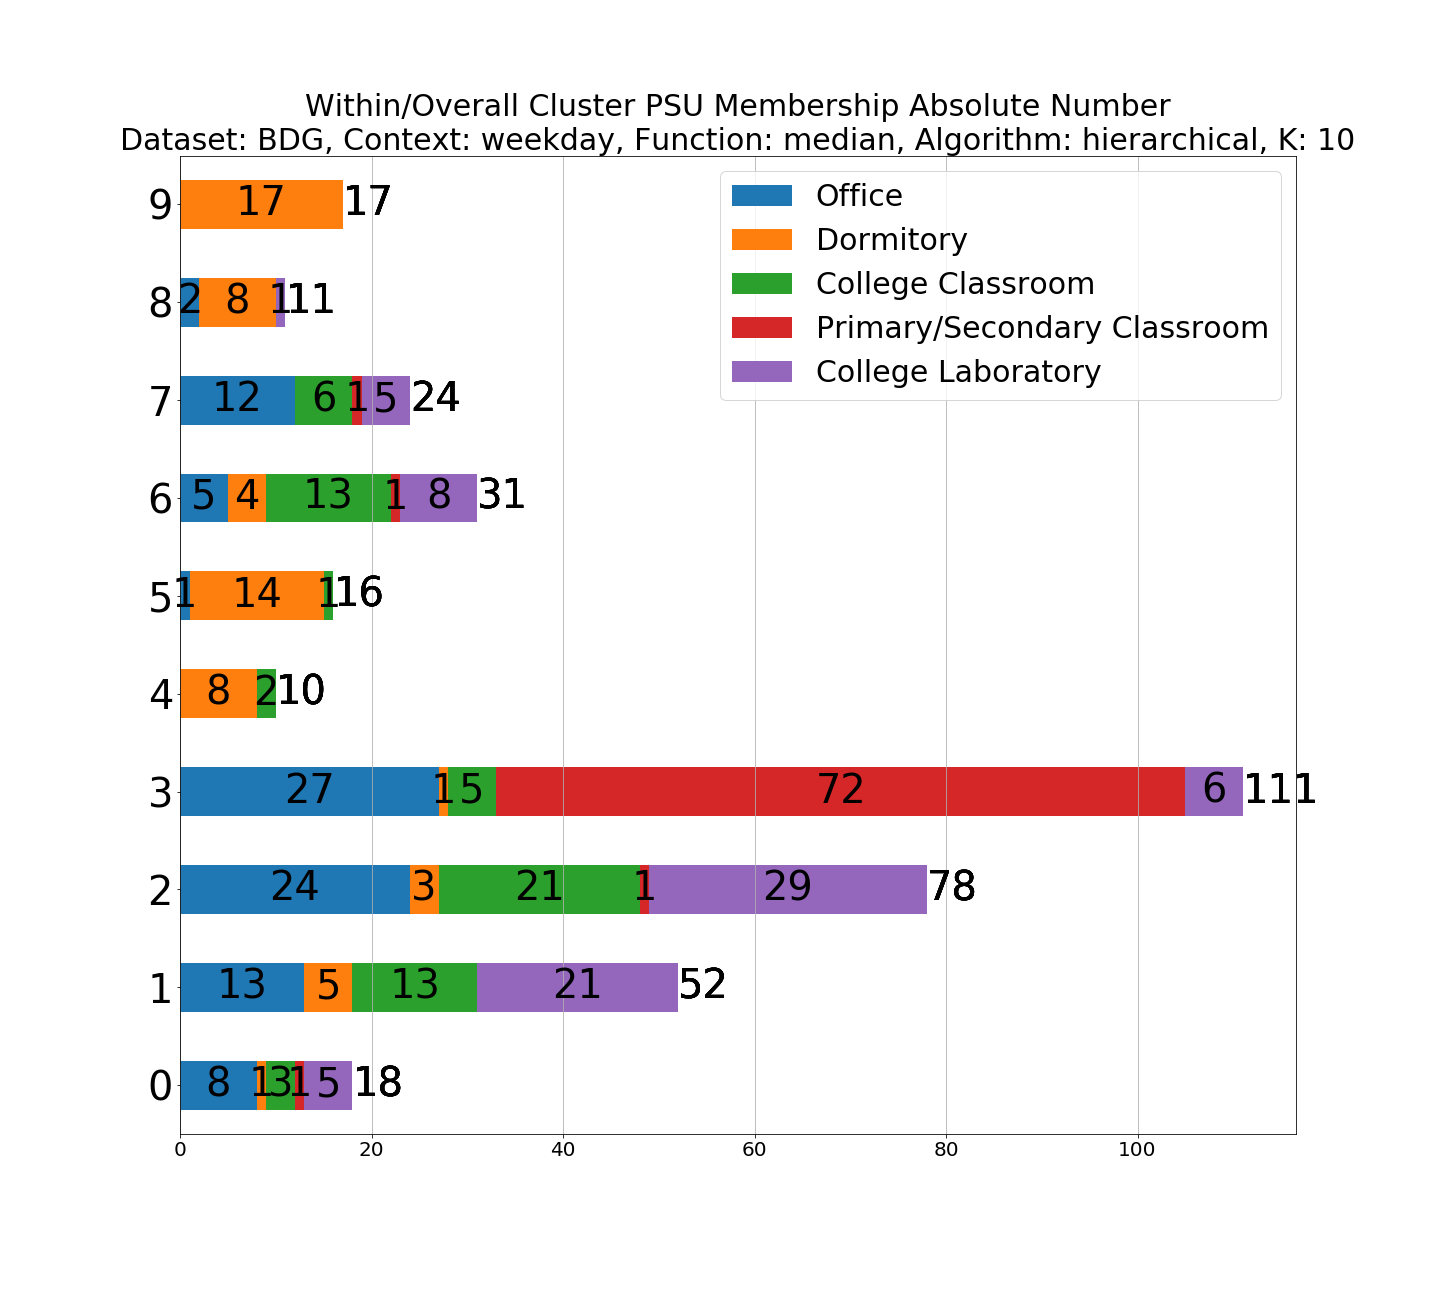 Within/Overall Cluster PSU Membership Absolute Number
Dataset: BDG, Context: weekday, Function: median, Algorithm: hierarchical, K: 10
Office
Dormitory
College Classroom
Primary/Secondary Classroom
College Laboratory
9 17 17
8 2 8 1 11
7 12 6 1 5 24
6 5 4 13 1 8 31
5 1 14 1 16
4 8 2 10
3 27 1 5 72 6 111
2 24 3 21 1 29 78
1 13 5 13 21 52
0 8 1 3 1 5 18
0 20 40 60 80 100